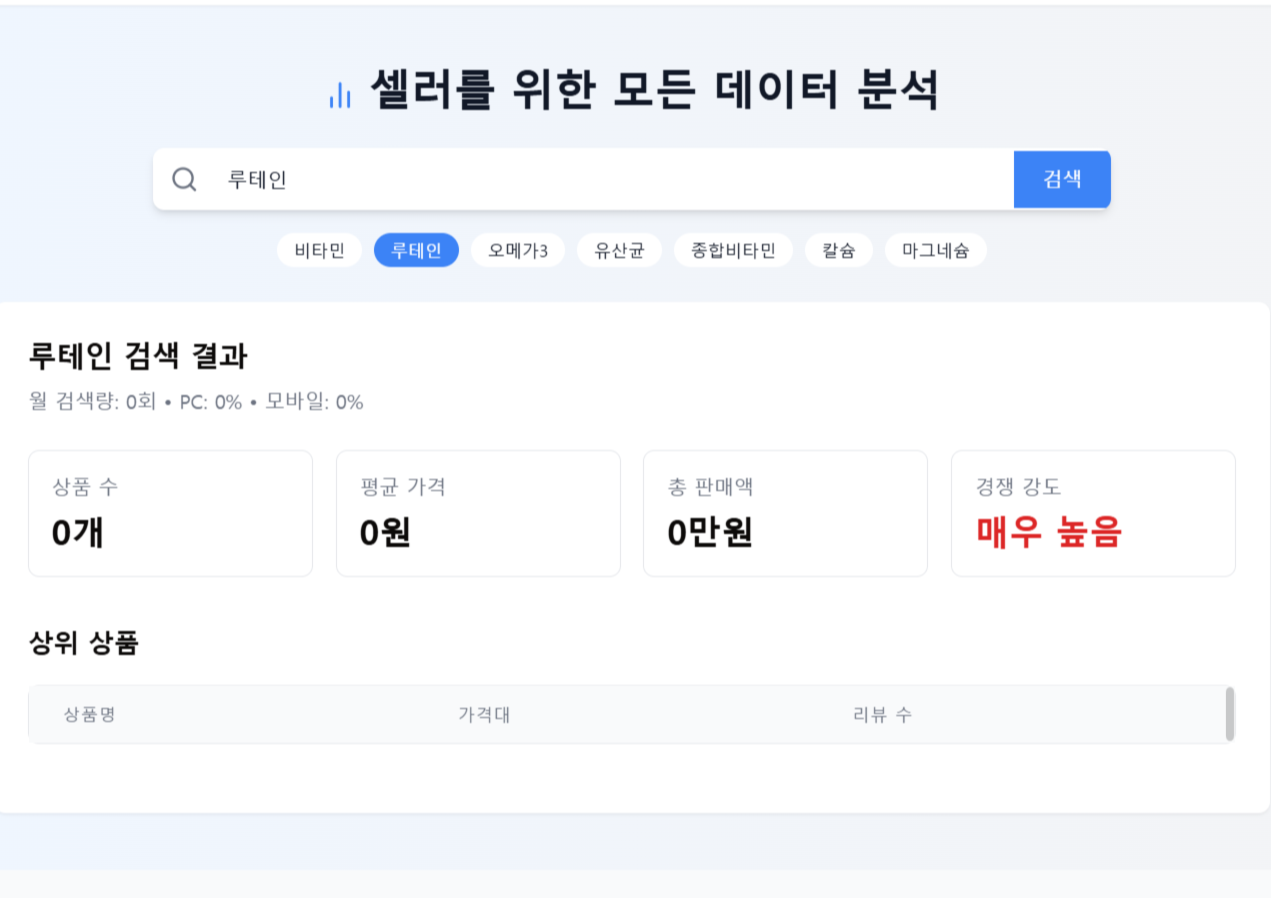 셀러를 위한 모든 데이터 분석
루테인
검색
비타민 루테인 오메가3 유산균 종합비타민 칼슘 마그네슘
루테인 검색 결과
월 검색량: 0회 • PC: 0% • 모바일: 0%
상품 수 평균 가격 총 판매액 경쟁 강도
0개 0원 0만원 매우 높음
상위 상품
상품명 가격대 리뷰 수